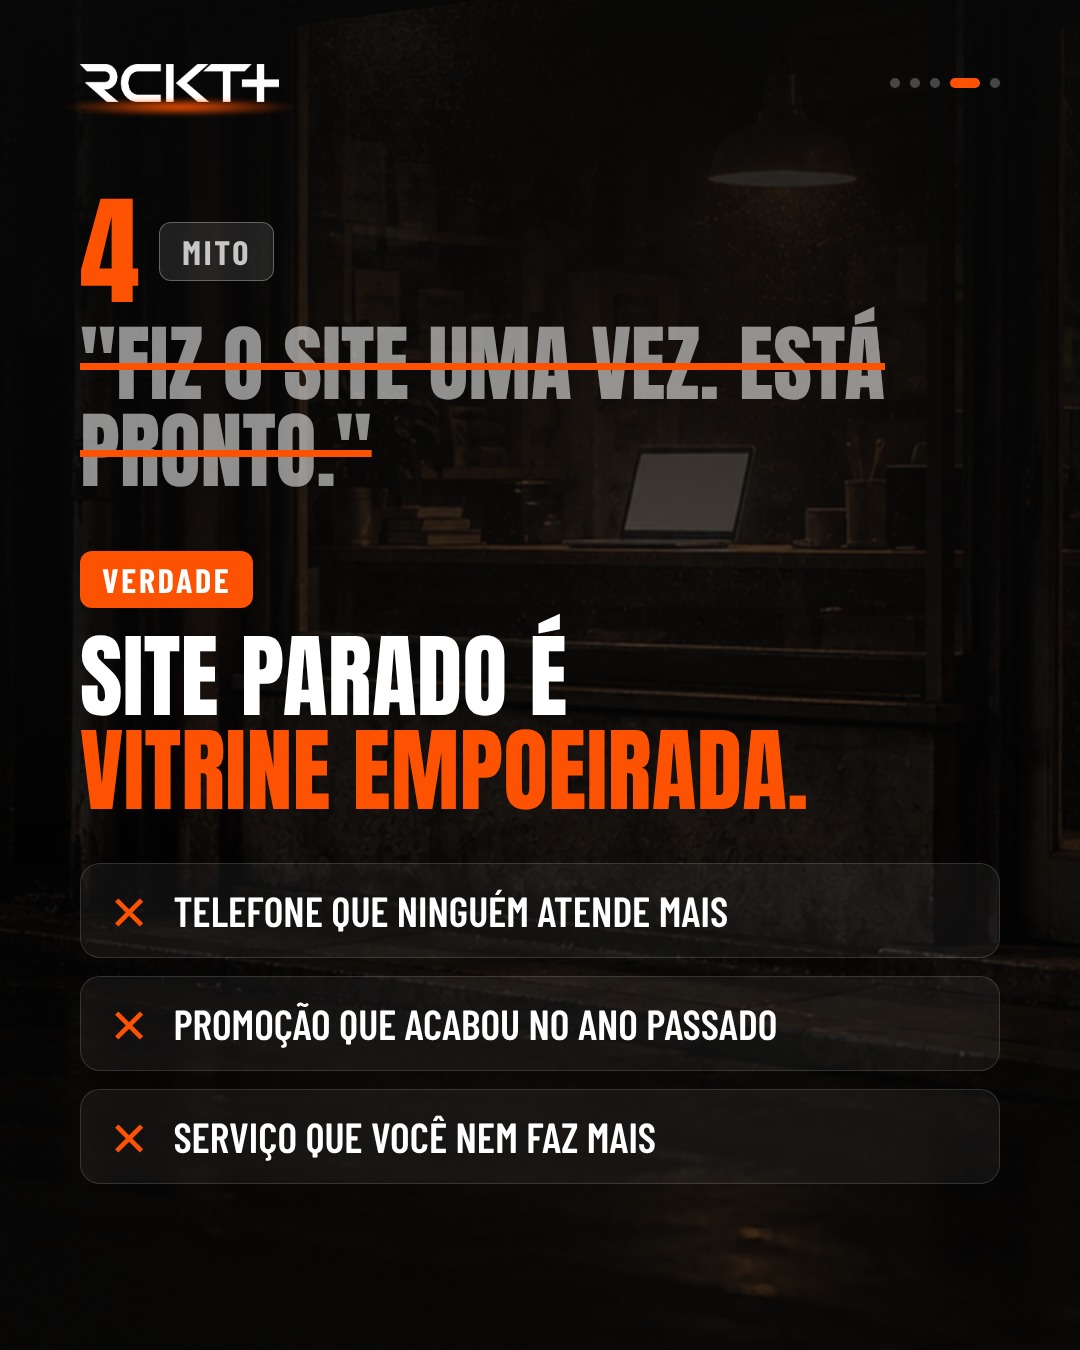 RCKT+
4 MITO
"FIZ O SITE UMA VEZ. ESTÁ
PRONTO."
VERDADE
SITE PARADO É
VITRINE EMPOEIRADA.
TELEFONE QUE NINGUÉM ATENDE MAIS
PROMOÇÃO QUE ACABOU NO ANO PASSADO
SERVIÇO QUE VOCÊ NEM FAZ MAIS